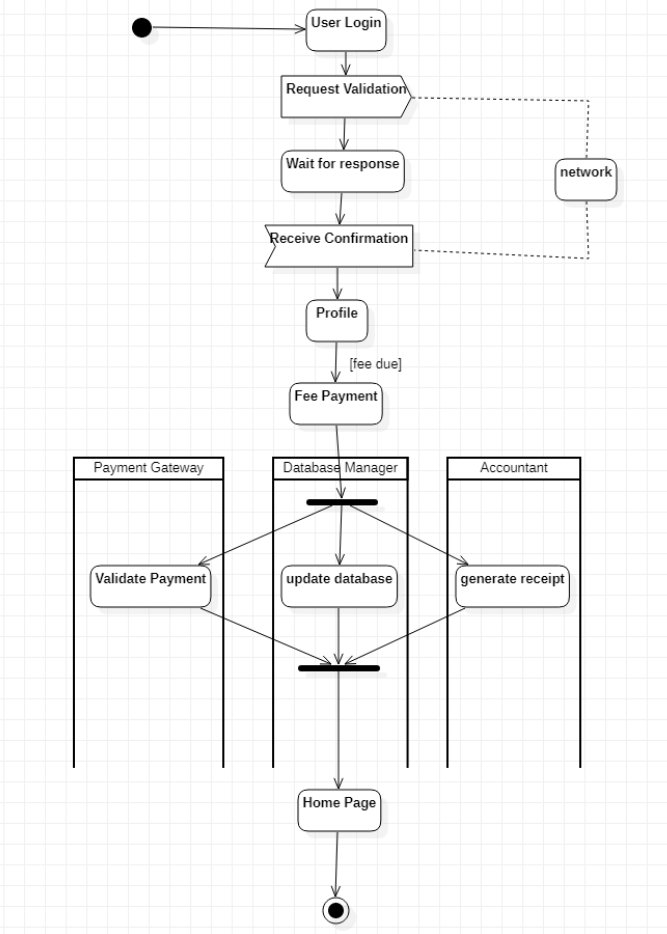 User Login
Request Validation
Wait for response
network
Receive Confirmation
Profile
[fee due]
Fee Payment
Payment Gateway
Database Manager
Accountant
Validate Payment
update database
generate receipt
Home Page